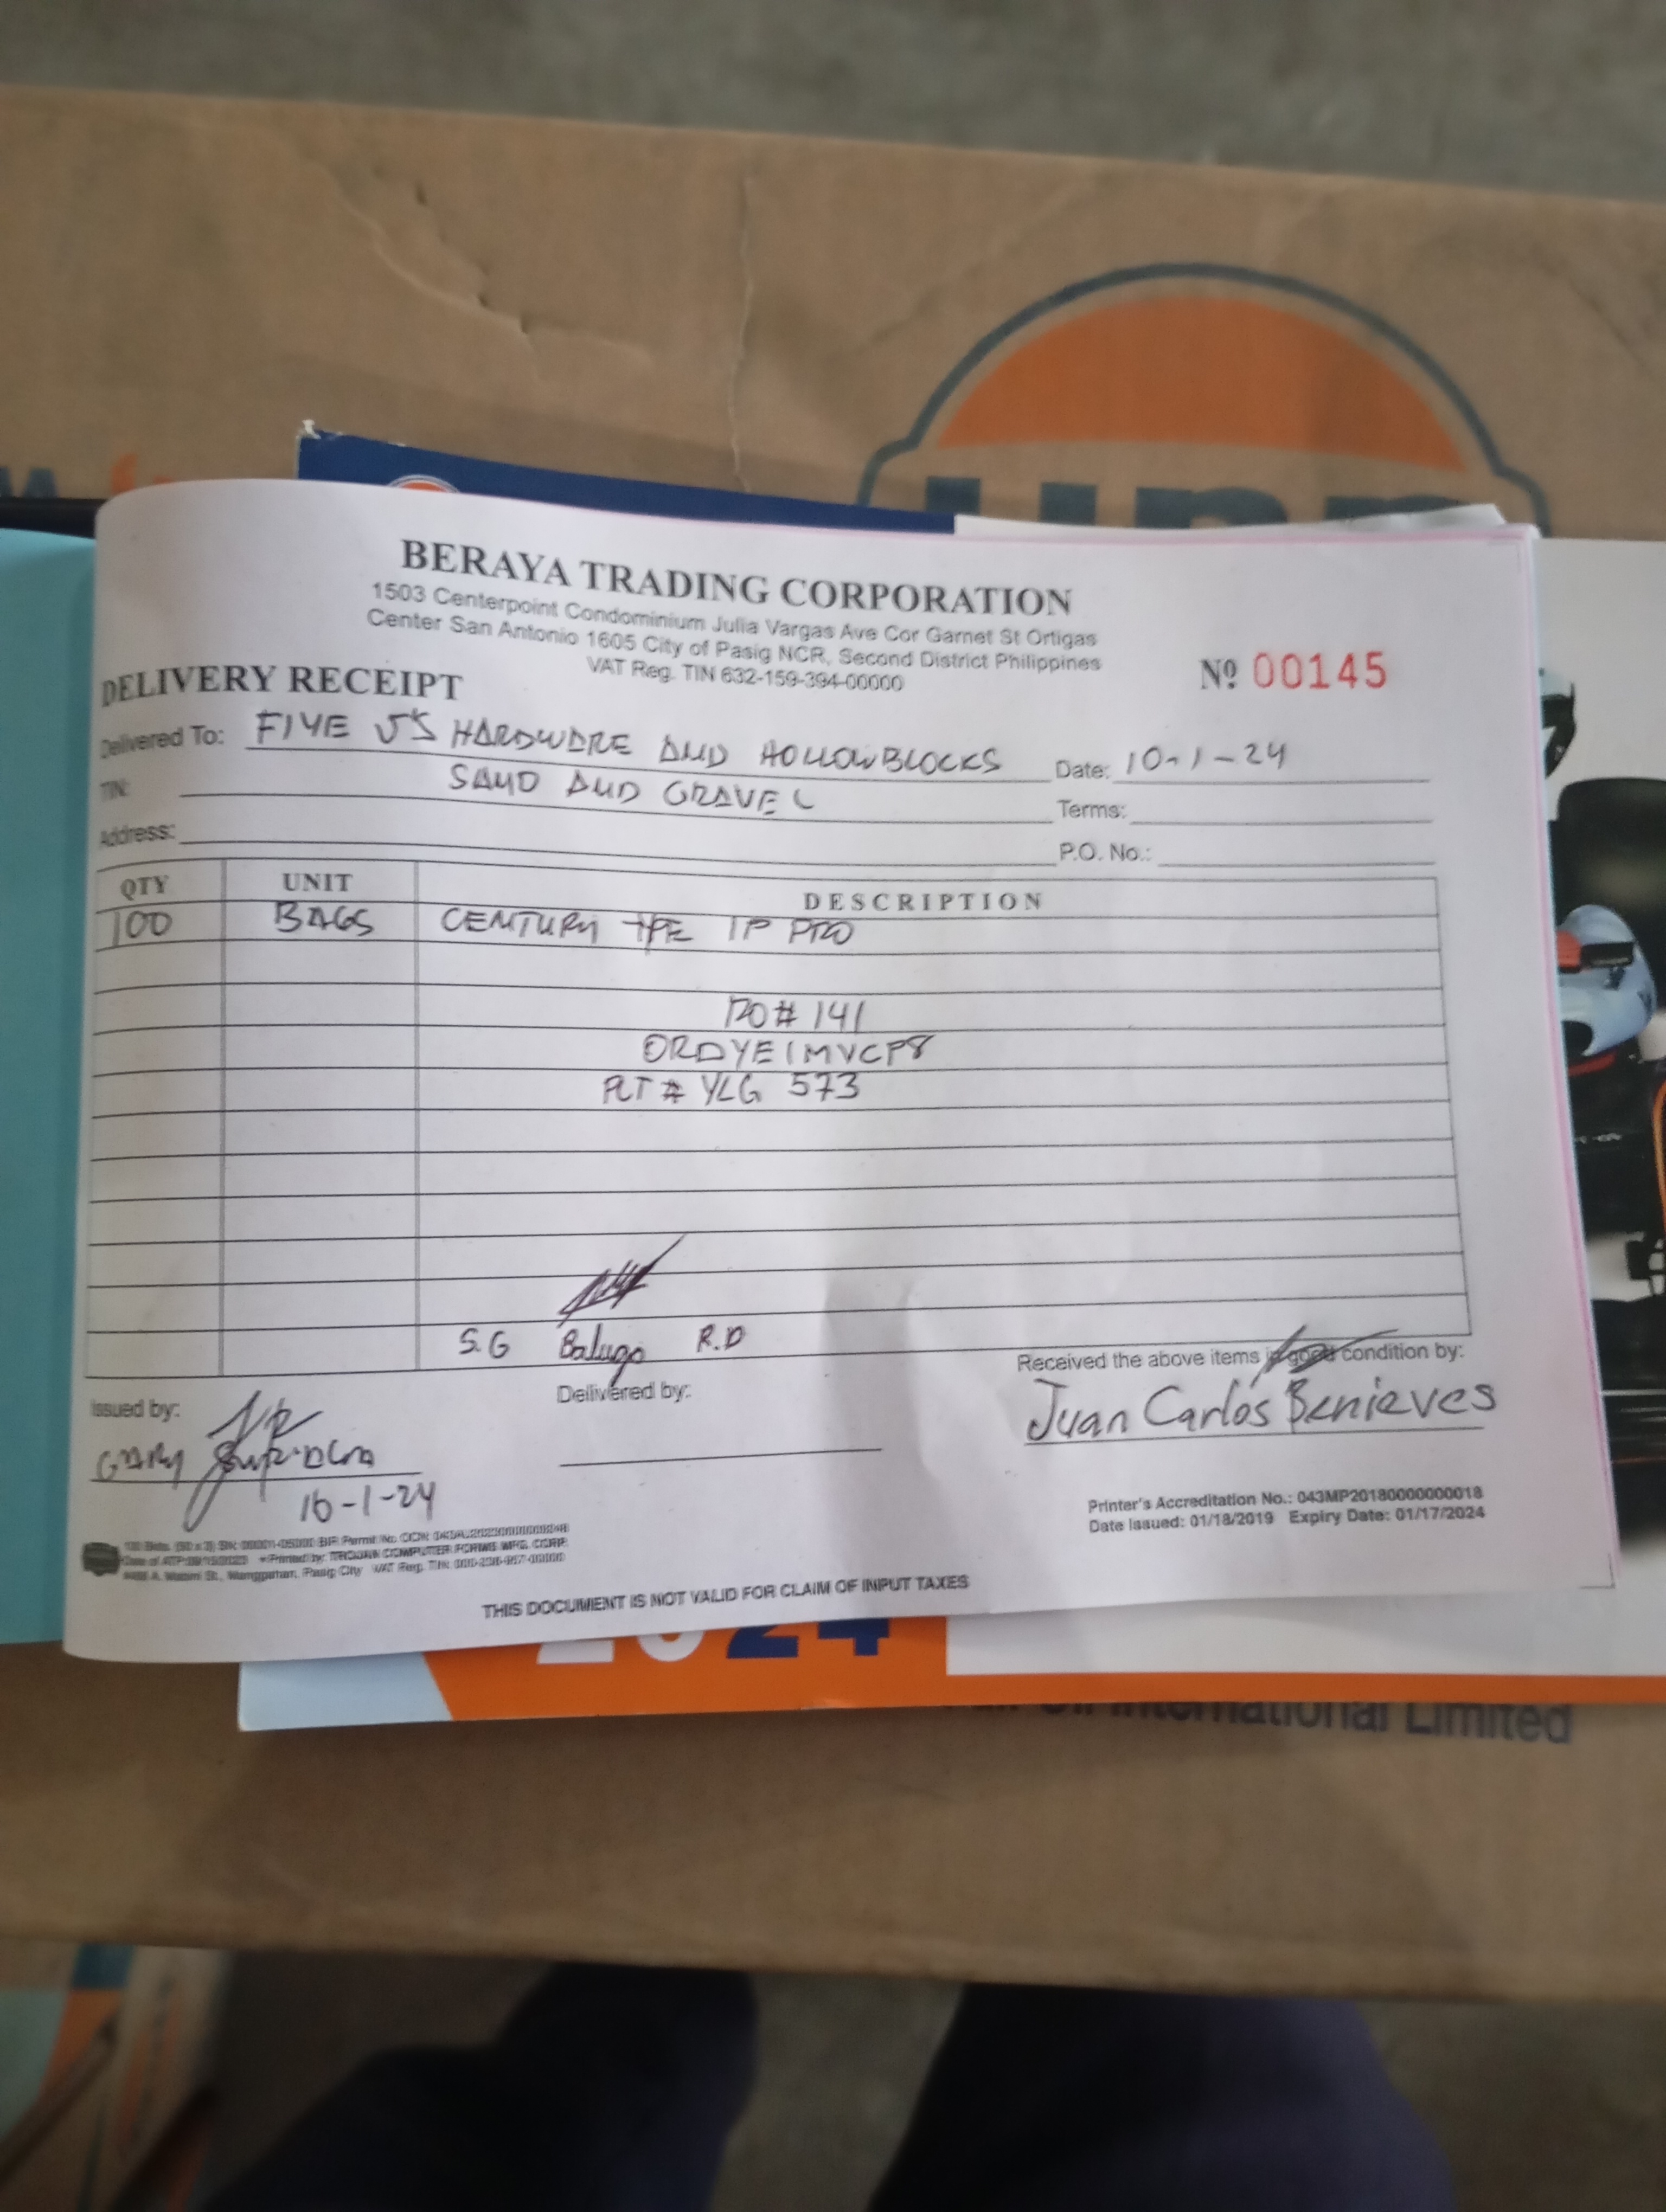 BERAYA TRADING CORPORATION
1503 Centerpoint Condominium Julia Vargas Ave Cor Garnet St Ortigas
Center San Antonio 1605 City of Pasig NCR, Second District Philippines
VAT Reg. TIN 632-159-394-00000
DELIVERY RECEIPT
Nº 00145
Delivered To: FIVE J'S HARDWARE AND HOLLOWBLOCKS
Date: 10-1-24
TIN: SAND AND GRAVEL
Terms:
Address:
P.O. No.:
QTY UNIT DESCRIPTION
100 BAGS CENTURY TYPE 1P PRO
PO# 141
ORDYE1MVCP8
PLT# YLG 573
S.G Balugo R.D
Received the above items in good condition by:
Juan Carlos Benieves
Issued by:
Delivered by:
GARY
10-1-24
Printer's Accreditation No.: 043MP20180000000018
Date Issued: 01/18/2019 Expiry Date: 01/17/2024
THIS DOCUMENT IS NOT VALID FOR CLAIM OF INPUT TAXES
2024
International Limited